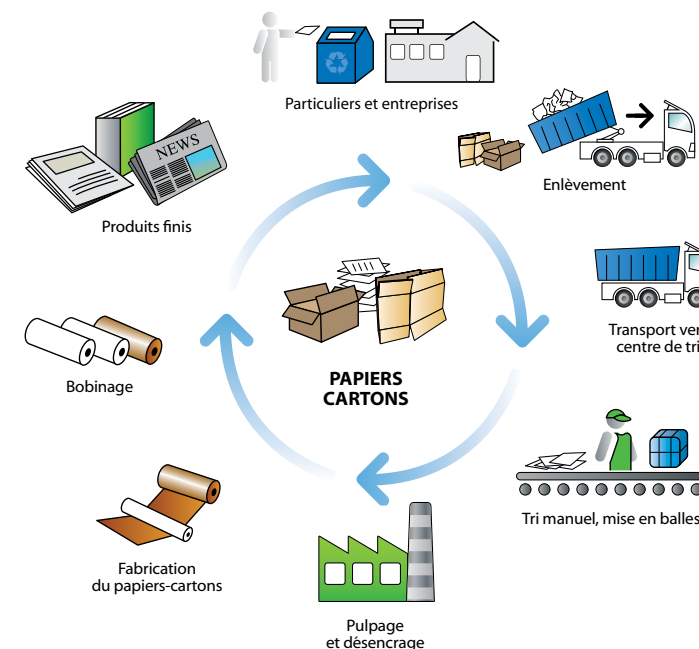 Particuliers et entreprises
Enlèvement
Transport ver
centre de tri
Tri manuel, mise en balles
Pulpage
et désencrage
Fabrication
du papiers-cartons
Bobinage
NEWS
Produits finis
PAPIERS
CARTONS